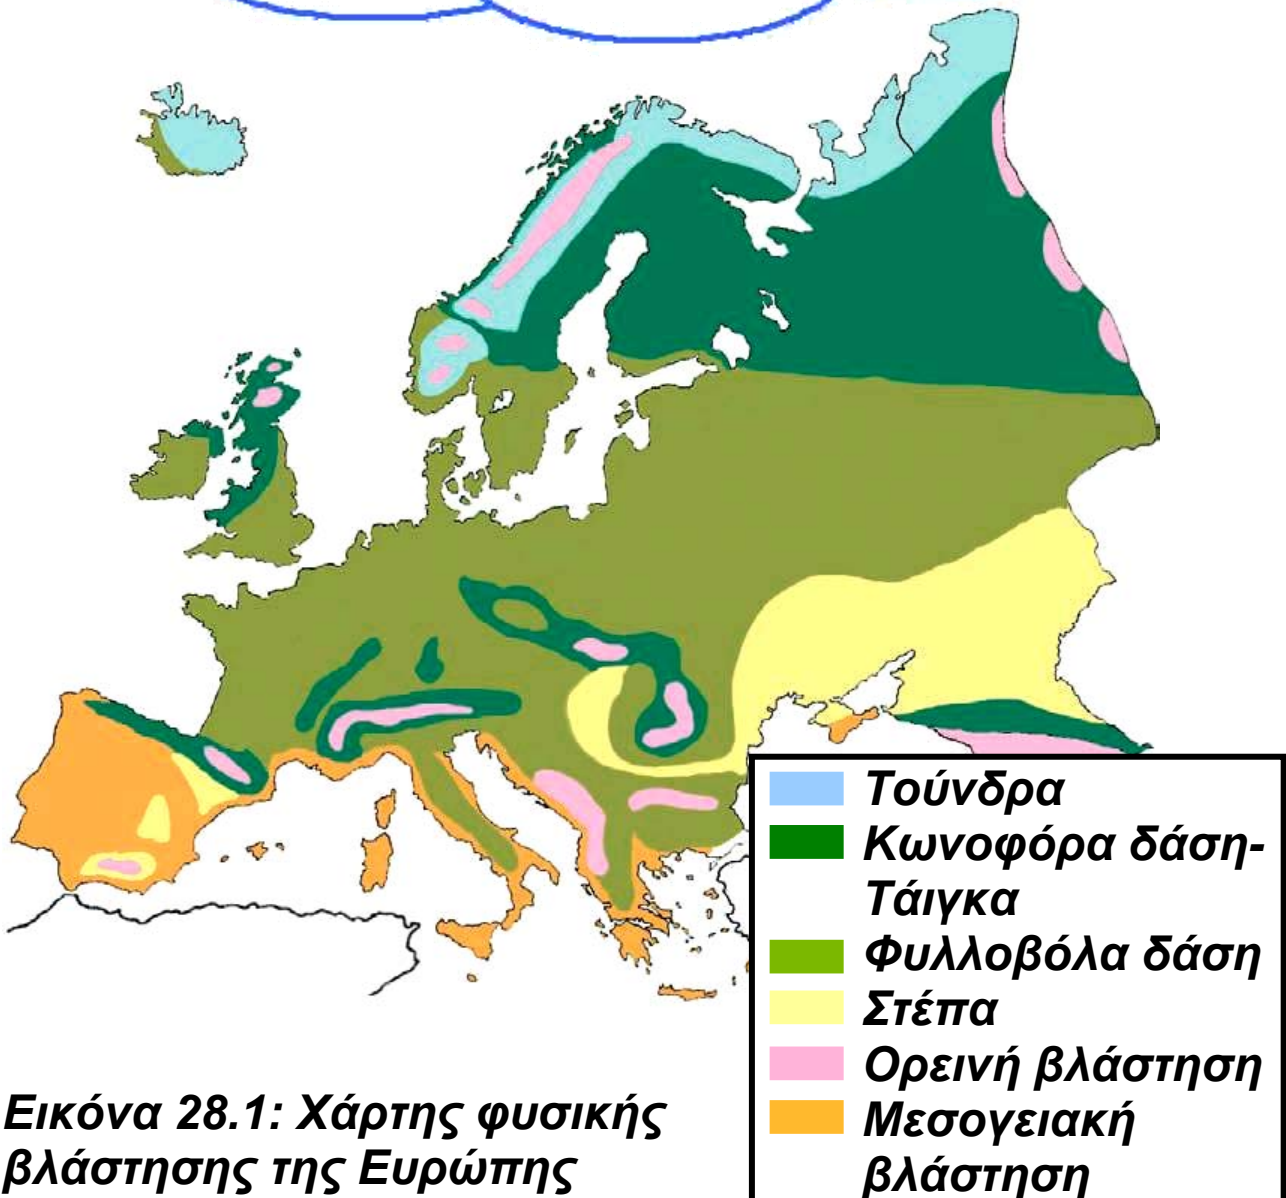 Τούνδρα
Κωνοφόρα δάση-
Τάιγκα
Φυλλοβόλα δάση
Στέπα
Ορεινή βλάστηση
Μεσογειακή
βλάστηση
Εικόνα 28.1: Χάρτης φυσικής
βλάστησης της Ευρώπης